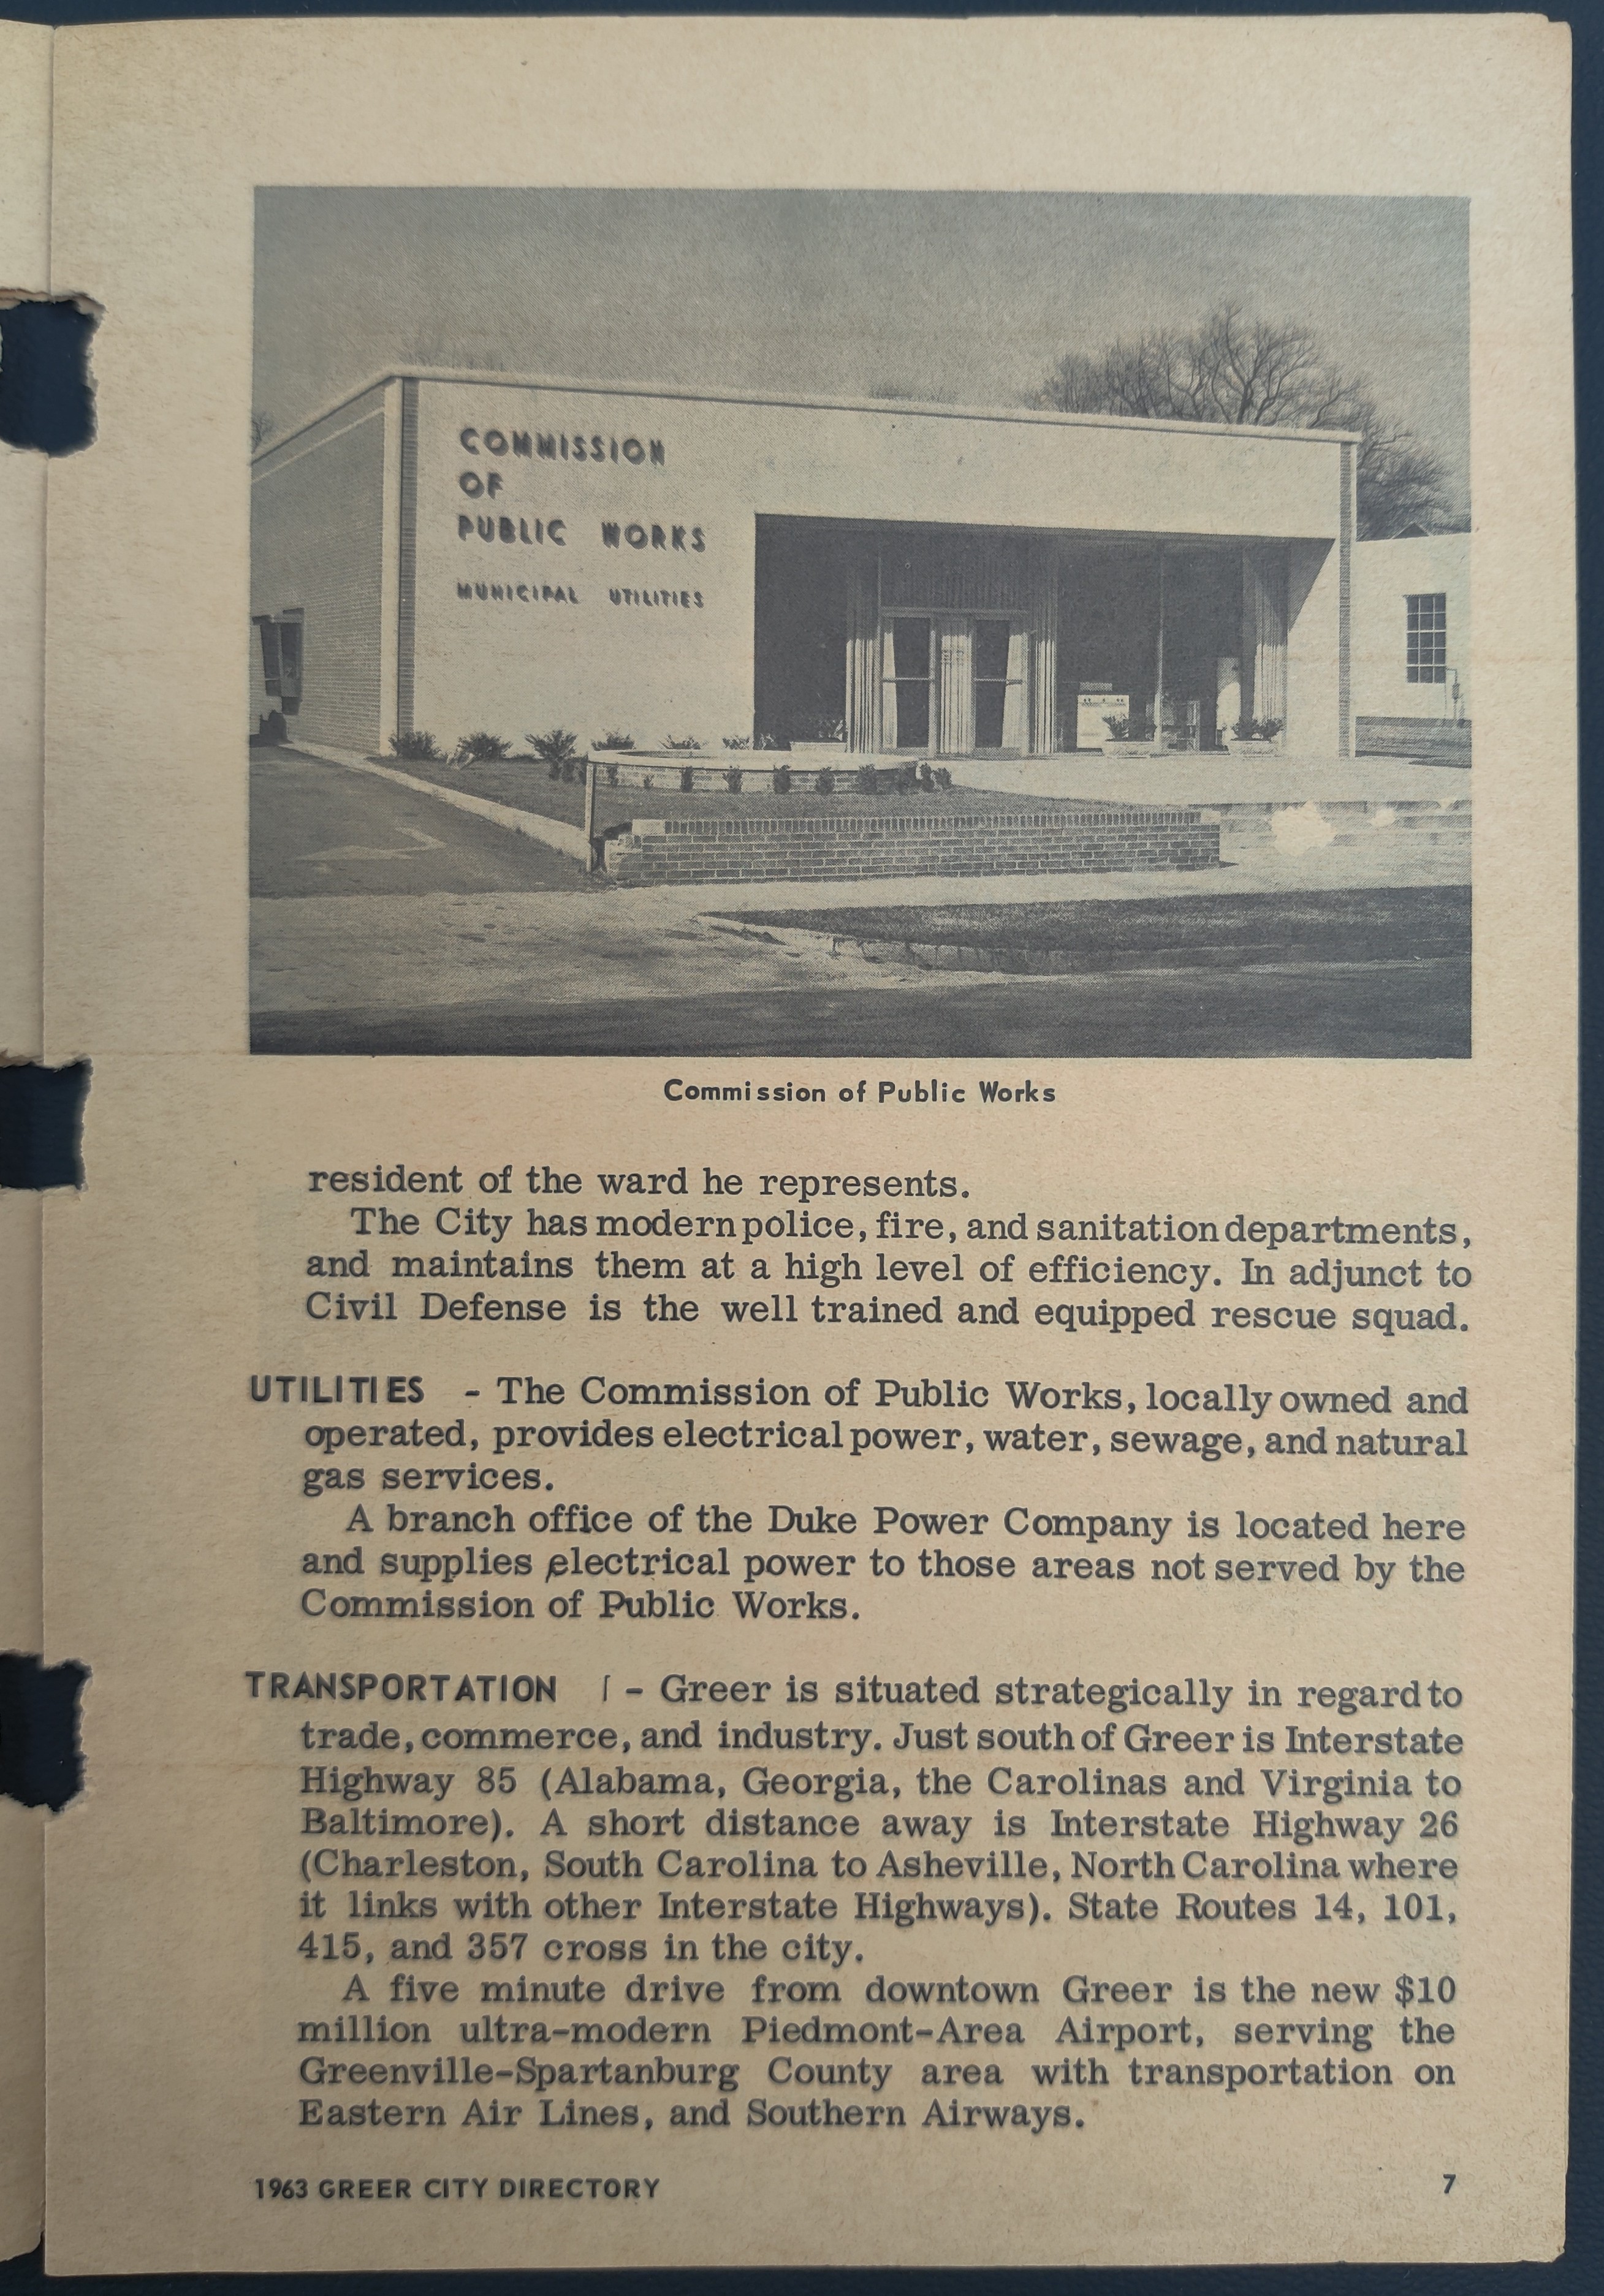 COMMISSION
OF
PUBLIC WORKS
MUNICIPAL UTILITIES
Commission of Public Works
resident of the ward he represents.
The City has modern police, fire, and sanitation departments,
and maintains them at a high level of efficiency. In adjunct to
Civil Defense is the well trained and equipped rescue squad.
UTILITIES - The Commission of Public Works, locally owned and
operated, provides electrical power, water, sewage, and natural
gas services.
A branch office of the Duke Power Company is located here
and supplies electrical power to those areas not served by the
Commission of Public Works.
TRANSPORTATION - Greer is situated strategically in regard to
trade, commerce, and industry. Just south of Greer is Interstate
Highway 85 (Alabama, Georgia, the Carolinas and Virginia to
Baltimore). A short distance away is Interstate Highway 26
(Charleston, South Carolina to Asheville, North Carolina where
it links with other Interstate Highways). State Routes 14, 101,
415, and 357 cross in the city.
A five minute drive from downtown Greer is the new $10
million ultra-modern Piedmont-Area Airport, serving the
Greenville-Spartanburg County area with transportation on
Eastern Air Lines, and Southern Airways.
1963 GREER CITY DIRECTORY 7